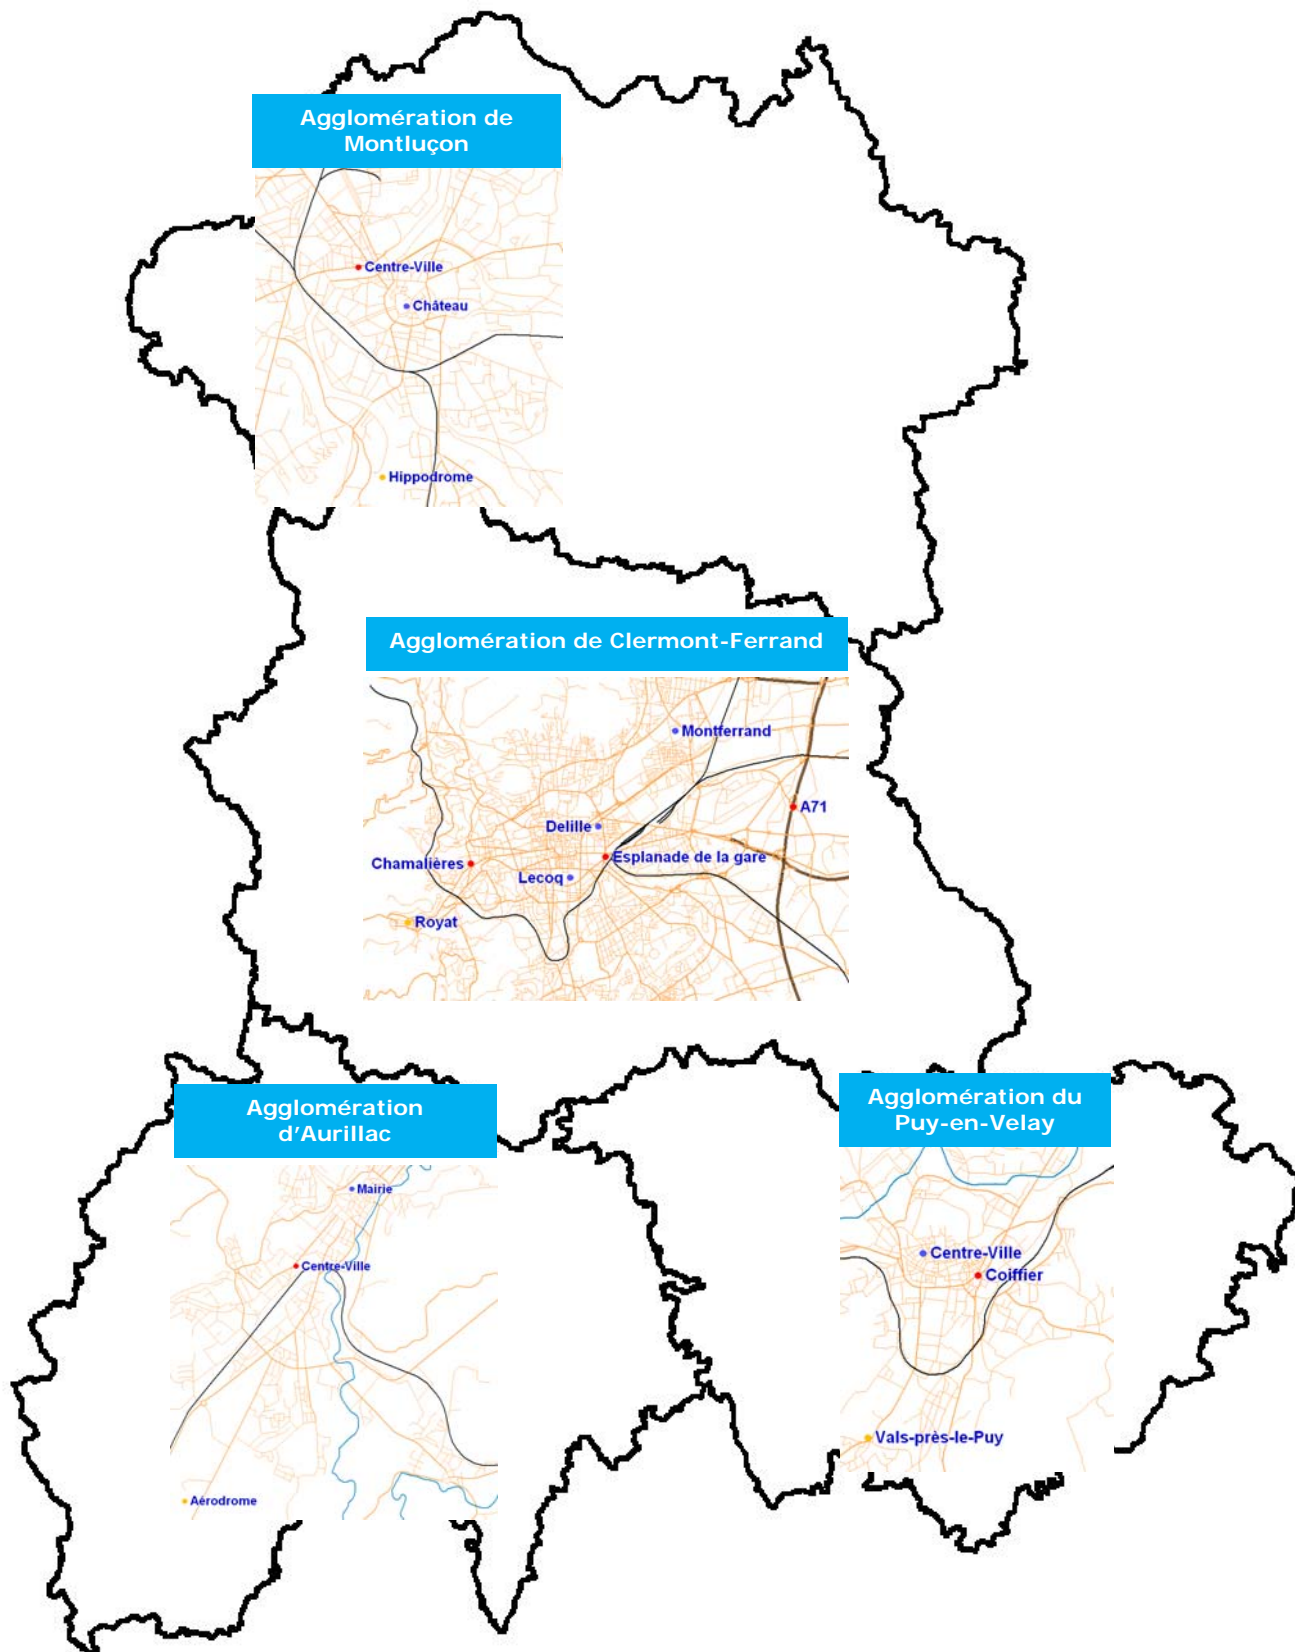 Agglomération de
Montluçon
Centre-Ville
Château
Hippodrome
Agglomération de Clermont-Ferrand
Montferrand
A71
Delille
Esplanade de la gare
Chamalières
Lecoq
Royat
Agglomération
d'Aurillac
Mairie
Centre-Ville
Aérodrome
Agglomération du
Puy-en-Velay
Centre-Ville
Coiffier
Vals-près-le-Puy